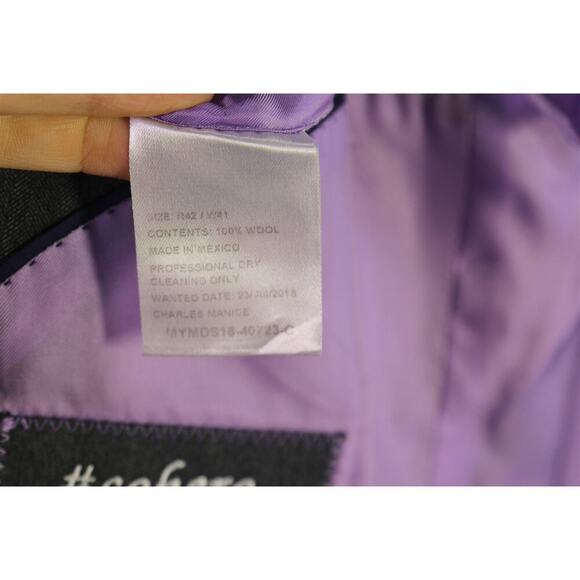 SIZE: R42 / W41
CONTENTS: 100% WOOL
MADE IN MEXICO
PROFESSIONAL DRY
CLEANING ONLY
WANTED DATE: 23/Jul/2018
CHARLES MANICE
MYMDS18-40723-C